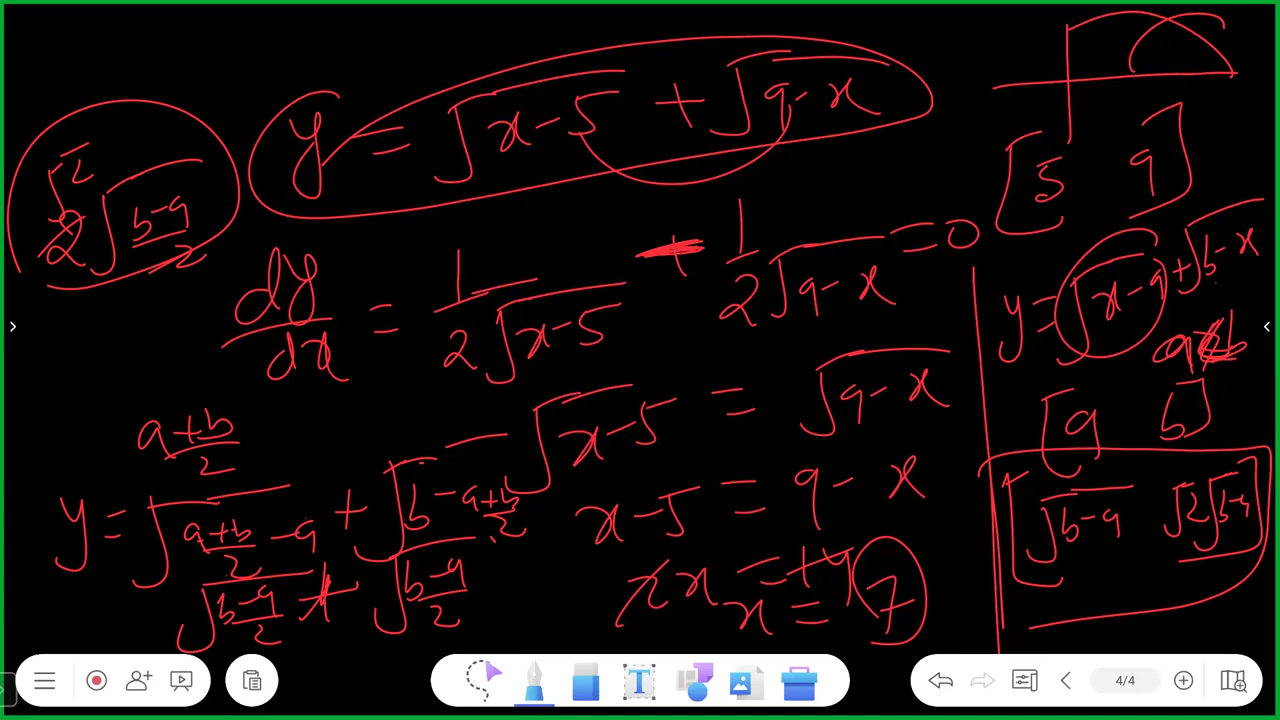 y = √(x-5) + √(9-x)
[5 9]
√2
2√((b-a)/2)
dy/dx = 1/(2√(x-5)) - 1/(2√(9-x)) = 0
y = √(x-a) + √(b-x)
√(x-5) = √(9-x)
[a b]
(a+b)/2
y = √((a+b)/2 - a) + √(b - (a+b)/2)
x-5 = 9-x
[√(b-a) √2√(b-a)]
√((b-a)/2) + √((b-a)/2)
2x = 14
x = 7
T
4/4